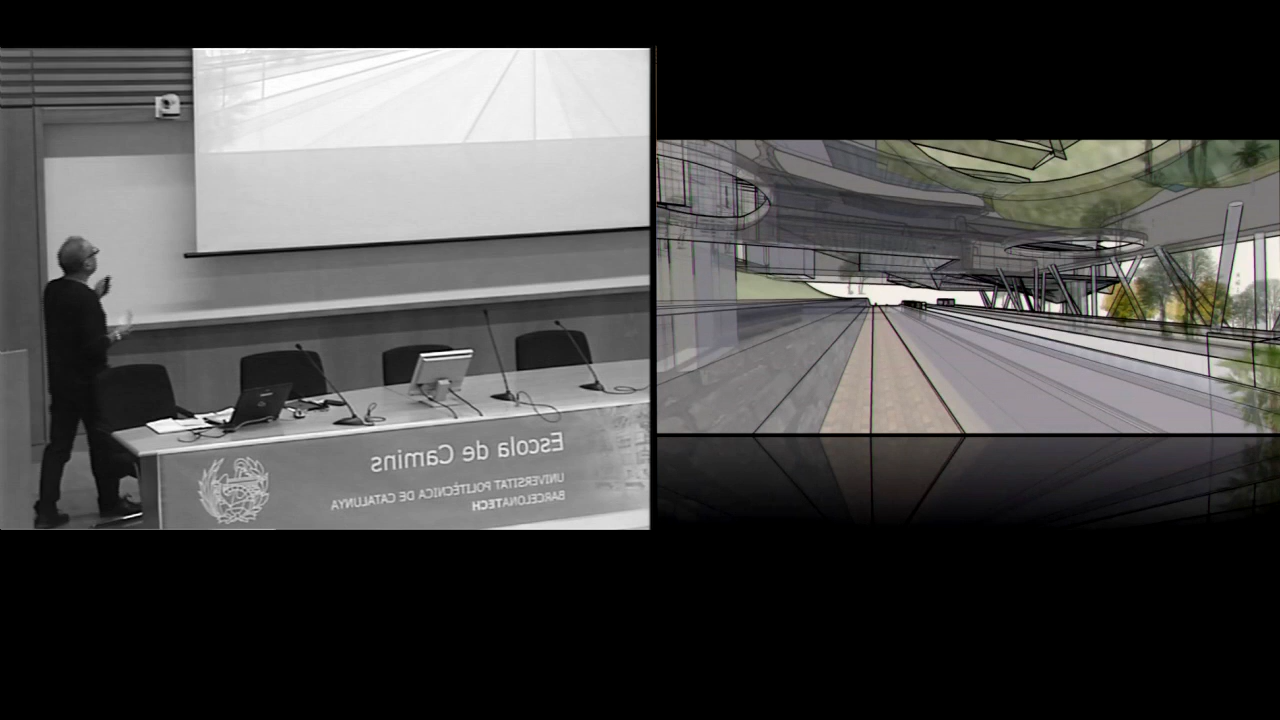 Escola de Camins
UNIVERSITAT POLITÈCNICA DE CATALUNYA
BARCELONATECH